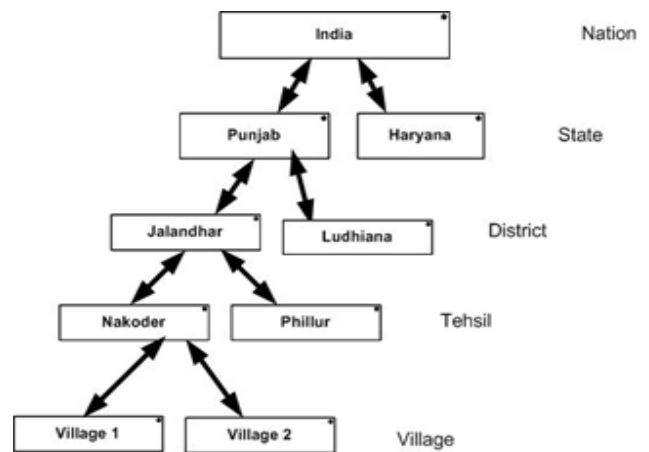 India Nation
Punjab Haryana State
Jalandhar Ludhiana District
Nakoder Phillur Tehsil
Village 1 Village 2 Village